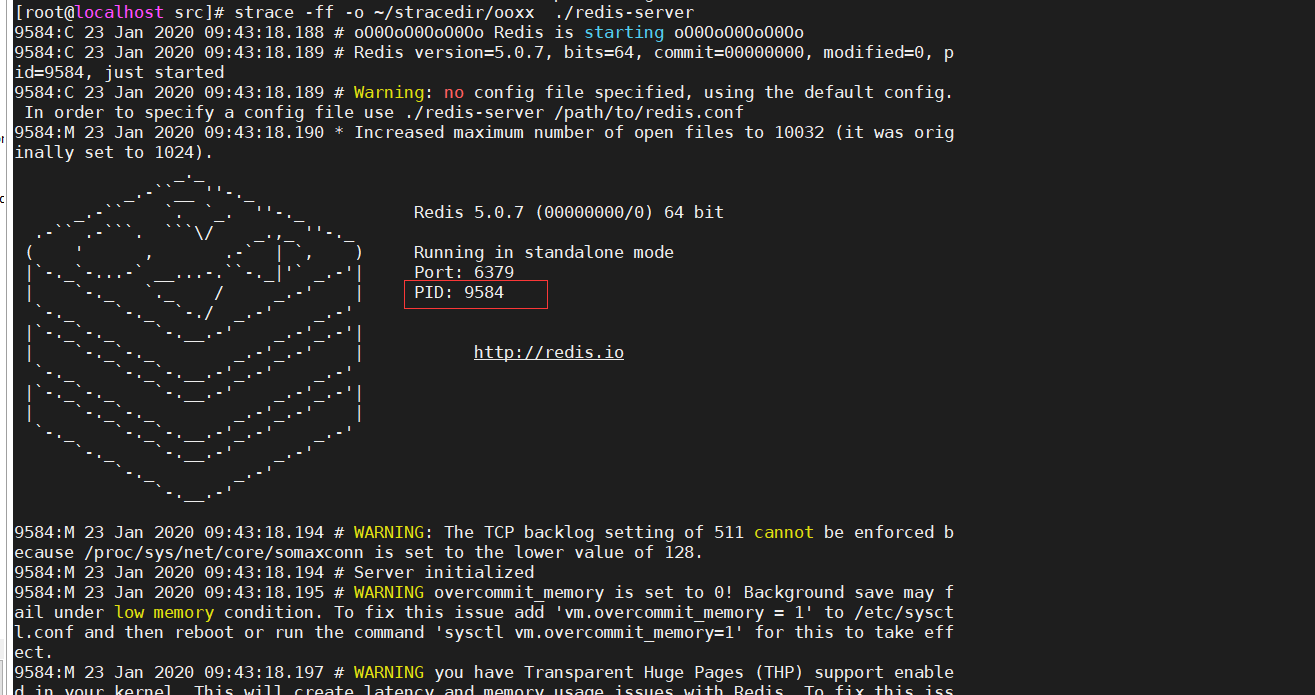 [root@localhost src]# strace -ff -o ~/stracedir/ooxx  ./redis-server
9584:C 23 Jan 2020 09:43:18.188 # oO0OoO0OoO0Oo Redis is starting oO0OoO0OoO0Oo
9584:C 23 Jan 2020 09:43:18.189 # Redis version=5.0.7, bits=64, commit=00000000, modified=0, p
id=9584, just started
9584:C 23 Jan 2020 09:43:18.189 # Warning: no config file specified, using the default config.
 In order to specify a config file use ./redis-server /path/to/redis.conf
9584:M 23 Jan 2020 09:43:18.190 * Increased maximum number of open files to 10032 (it was orig
inally set to 1024).
Redis 5.0.7 (00000000/0) 64 bit
Running in standalone mode
Port: 6379
PID: 9584
http://redis.io
9584:M 23 Jan 2020 09:43:18.194 # WARNING: The TCP backlog setting of 511 cannot be enforced b
ecause /proc/sys/net/core/somaxconn is set to the lower value of 128.
9584:M 23 Jan 2020 09:43:18.194 # Server initialized
9584:M 23 Jan 2020 09:43:18.195 # WARNING overcommit_memory is set to 0! Background save may f
ail under low memory condition. To fix this issue add 'vm.overcommit_memory = 1' to /etc/sysct
l.conf and then reboot or run the command 'sysctl vm.overcommit_memory=1' for this to take eff
ect.
9584:M 23 Jan 2020 09:43:18.197 # WARNING you have Transparent Huge Pages (THP) support enable
d in your kernel. This will create latency and memory usage issues with Redis. To fix this iss